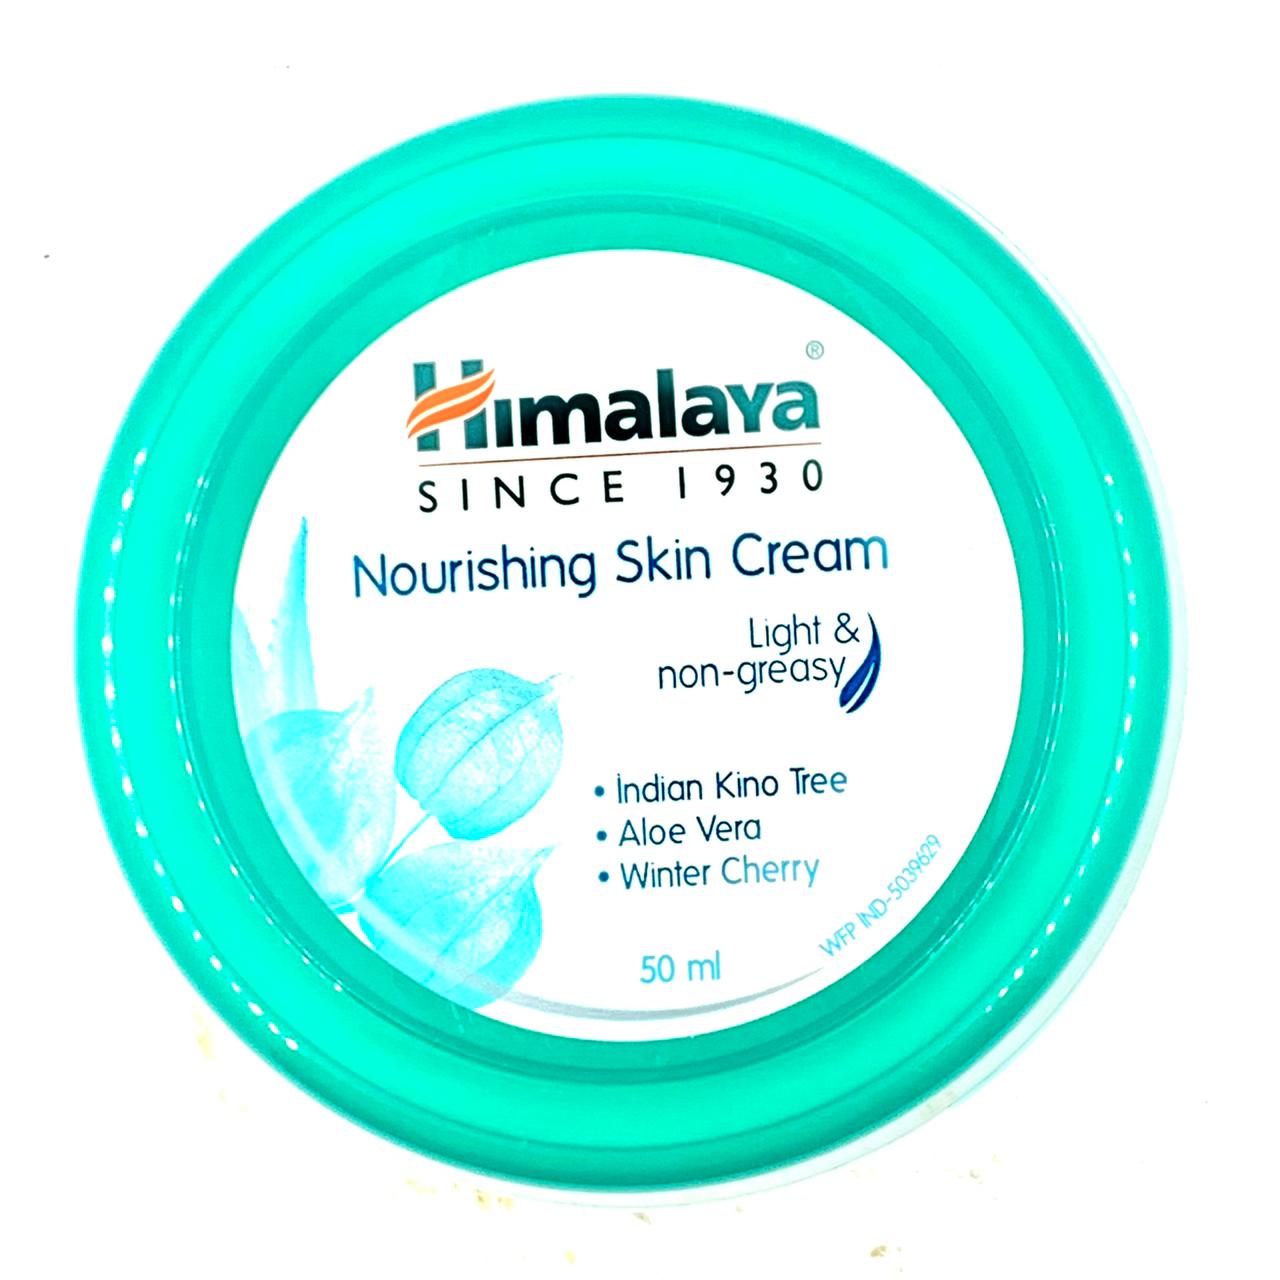 Himalaya®
SINCE 1930
Nourishing Skin Cream
Light &
non-greasy
• Indian Kino Tree
• Aloe Vera
• Winter Cherry
50 ml
WFP IND-5039629